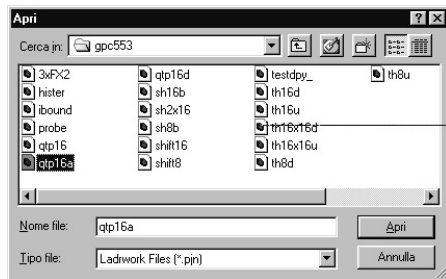 Apri
Cerca in: gpc553
3xFX2 qtp16d testdpy_ th8u
hister sh16b th16d
ibound sh2x16 th16u
probe sh8b th16x16d
qtp16 shift16 th16x16u
qtp16a shift8 th8d
Nome file: qtp16a Apri
Tipo file: Ladrwork Files (*.pjn) Annulla